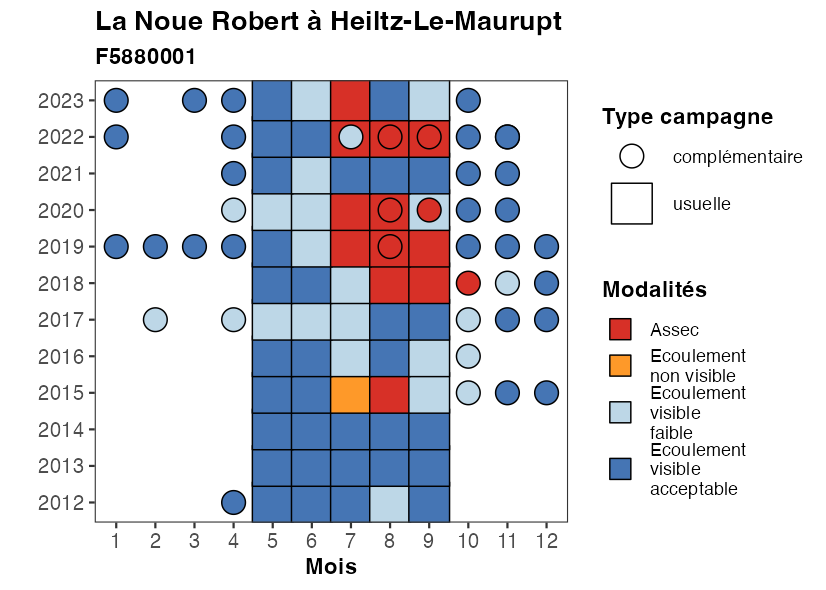 La Noue Robert à Heiltz-Le-Maurupt
F5880001
2023
2022
2021
2020
2019
2018
2017
2016
2015
2014
2013
2012
1 2 3 4 5 6 7 8 9 10 11 12
Mois
Type campagne
complémentaire
usuelle
Modalités
Assec
Ecoulement
non visible
Ecoulement
visible
faible
Ecoulement
visible
acceptable